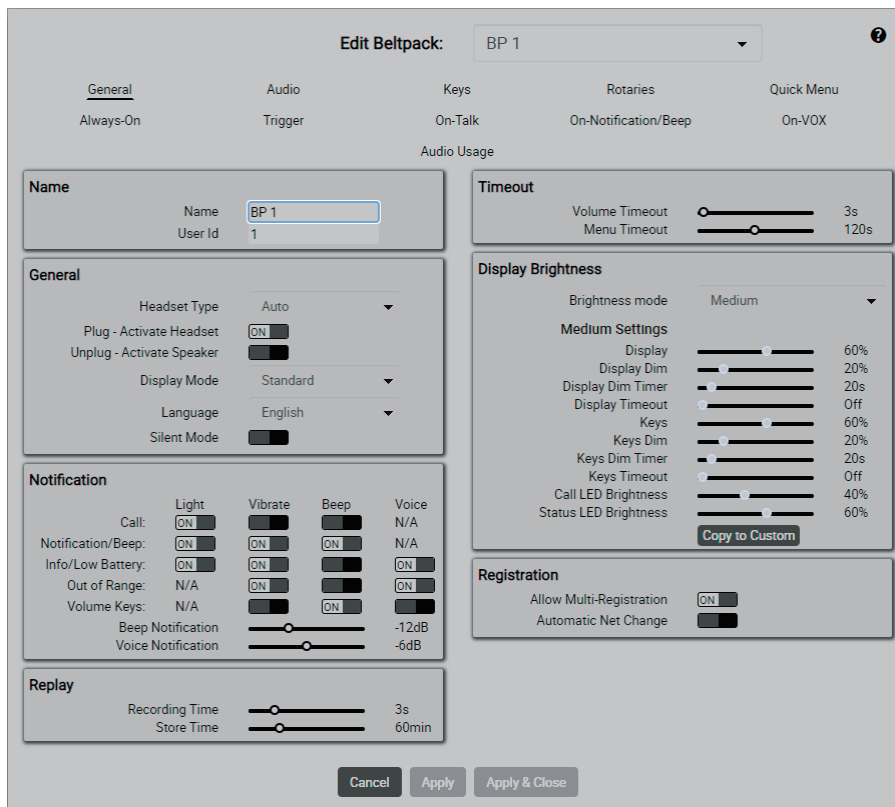 Edit Beltpack: BP 1 ?
General Audio Keys Rotaries Quick Menu
Always-On Trigger On-Talk On-Notification/Beep On-VOX
Audio Usage
Name
Name BP 1
User Id 1
General
Headset Type Auto
Plug - Activate Headset ON
Unplug - Activate Speaker
Display Mode Standard
Language English
Silent Mode
Notification
Light Vibrate Beep Voice
Call: ON N/A
Notification/Beep: ON ON ON N/A
Info/Low Battery: ON ON ON
Out of Range: N/A ON ON
Volume Keys: N/A ON
Beep Notification -12dB
Voice Notification -6dB
Replay
Recording Time 3s
Store Time 60min
Timeout
Volume Timeout 3s
Menu Timeout 120s
Display Brightness
Brightness mode Medium
Medium Settings
Display 60%
Display Dim 20%
Display Dim Timer 20s
Display Timeout Off
Keys 60%
Keys Dim 20%
Keys Dim Timer 20s
Keys Timeout Off
Call LED Brightness 40%
Status LED Brightness 60%
Copy to Custom
Registration
Allow Multi-Registration ON
Automatic Net Change
Cancel Apply Apply & Close